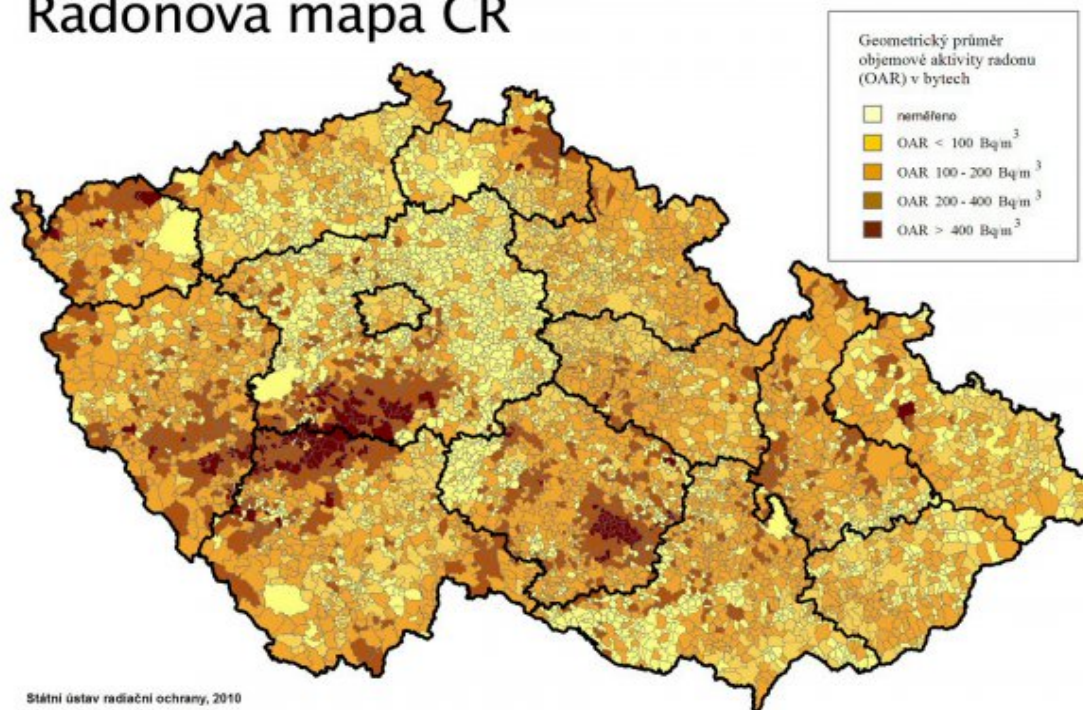 Radonová mapa ČR
Geometrický průměr
objemové aktivity radonu
(OAR) v bytech
neměřeno
OAR < 100 Bq/m³
OAR 100 - 200 Bq/m³
OAR 200 - 400 Bq/m³
OAR > 400 Bq/m³
Státní ústav radiační ochrany, 2010